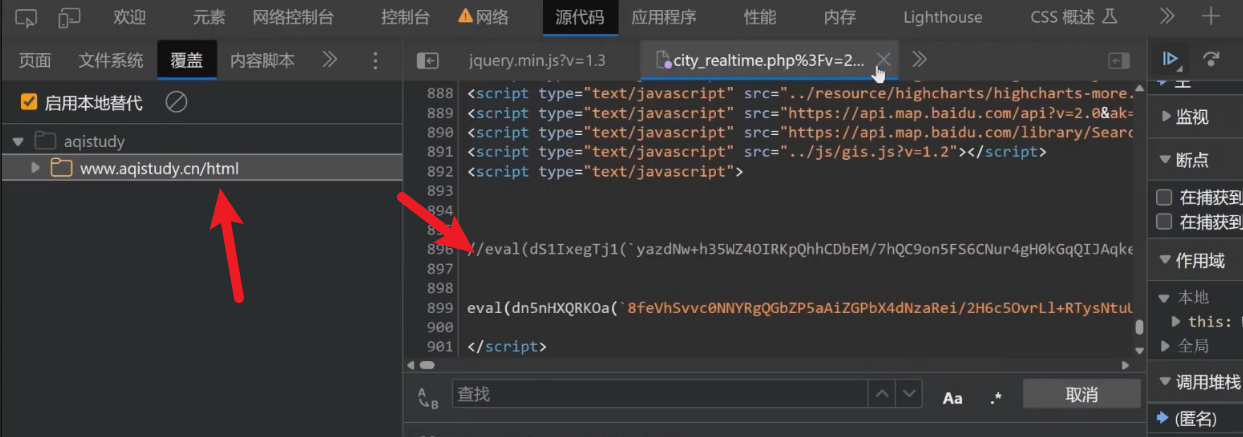 欢迎 元素 网络控制台 控制台 网络 源代码 应用程序 性能 内存 Lighthouse CSS 概述
页面 文件系统 覆盖 内容脚本 jquery.min.js?v=1.3 city_realtime.php%3Fv=2...
启用本地替代
aqistudy
www.aqistudy.cn/html
888 <script type="text/javascript" src="../resource/highcharts/highcharts-more.
889 <script type="text/javascript" src="https://api.map.baidu.com/api?v=2.0&ak=
890 <script type="text/javascript" src="https://api.map.baidu.com/library/Sear
891 <script type="text/javascript" src="../js/gis.js?v=1.2"></script>
892 <script type="text/javascript">
893
894
896 //eval(dS1IxegTj1(`yazdNw+h35WZ4OIRKpQhhCDbEM/7hQC9on5FS6CNur4gH0kGqQIJAqke
897
898
899 eval(dn5nHXQRKOa(`8feVhSvvc0NNYRgQGbZP5aAiZGPbX4dNzaRei/2H6c5OvrLl+RTysNtu
900
901 </script>
查找 Aa .* 取消
A
B
监视
断点
在捕获到
在捕获到
作用域
本地
this:
全局
调用堆栈
(匿名)